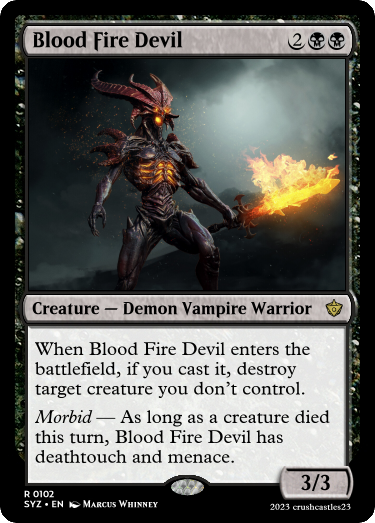 Blood Fire Devil 2
Creature — Demon Vampire Warrior
When Blood Fire Devil enters the
battlefield, if you cast it, destroy
target creature you don't control.
Morbid — As long as a creature died
this turn, Blood Fire Devil has
deathtouch and menace.
3/3
R 0102
SYZ • EN Marcus Whinney
2023 crushcastles23